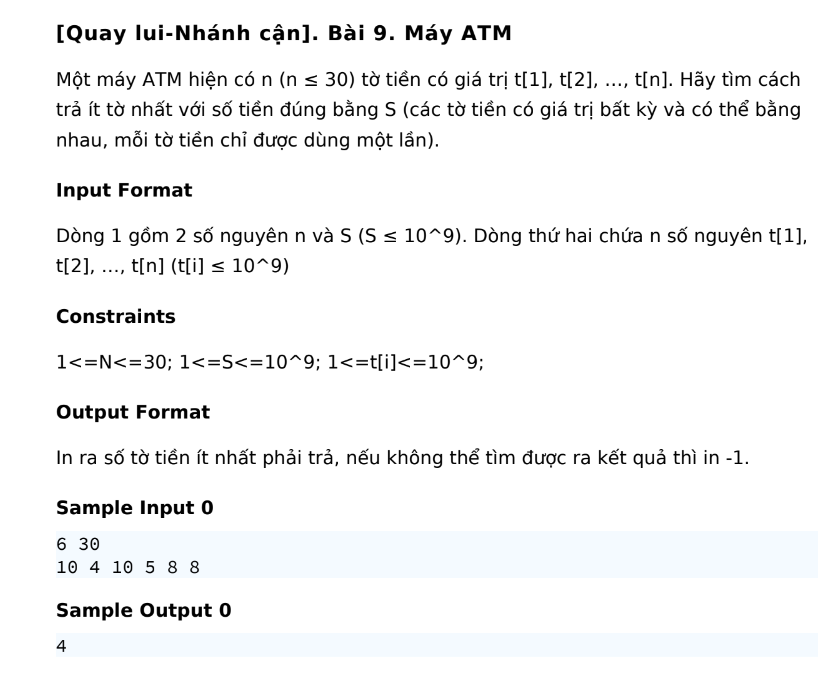 [Quay lui-Nhánh cận]. Bài 9. Máy ATM
Một máy ATM hiện có n (n ≤ 30) tờ tiền có giá trị t[1], t[2], …, t[n]. Hãy tìm cách
trả ít tờ nhất với số tiền đúng bằng S (các tờ tiền có giá trị bất kỳ và có thể bằng
nhau, mỗi tờ tiền chỉ được dùng một lần).
Input Format
Dòng 1 gồm 2 số nguyên n và S (S ≤ 10^9). Dòng thứ hai chứa n số nguyên t[1],
t[2], …, t[n] (t[i] ≤ 10^9)
Constraints
1<=N<=30; 1<=S<=10^9; 1<=t[i]<=10^9;
Output Format
In ra số tờ tiền ít nhất phải trả, nếu không thể tìm được ra kết quả thì in -1.
Sample Input 0
6 30
10 4 10 5 8 8
Sample Output 0
4